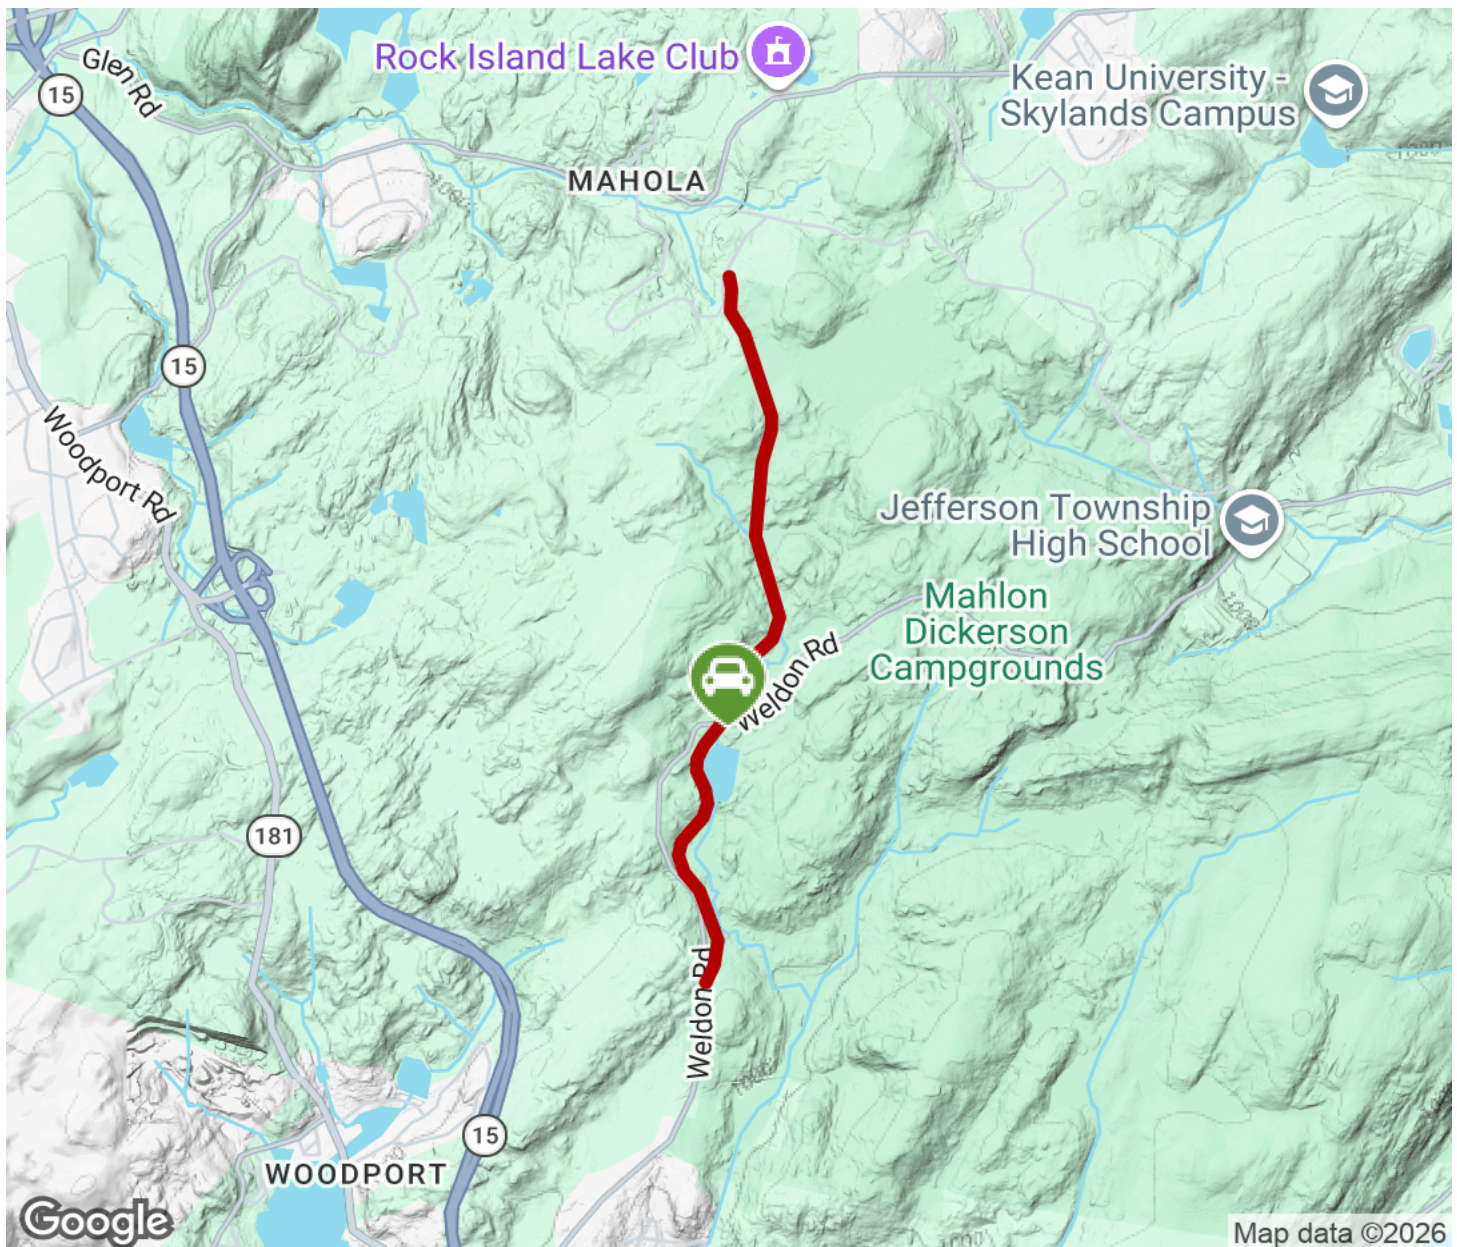 Glen Rd
15
Rock Island Lake Club
Kean University -
Skylands Campus
MAHOLA
15
Woodport Rd
Jefferson Township
High School
Mahlon
Dickerson
Campgrounds
Weldon Rd
181
Weldon Rd
15
WOODPORT
Google
Map data ©2026